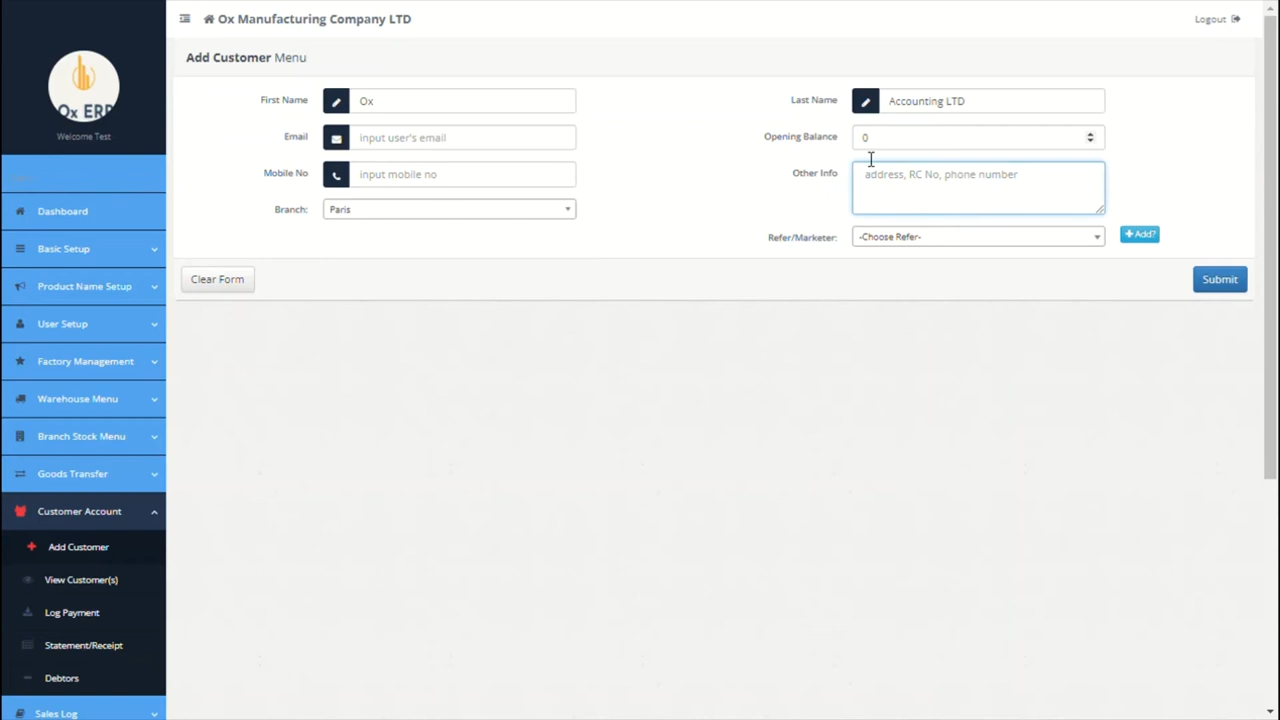 Ox Manufacturing Company LTD
Logout
Ox ERP
Welcome Test
Dashboard
Basic Setup
Product Name Setup
User Setup
Factory Management
Warehouse Menu
Branch Stock Menu
Goods Transfer
Customer Account
Add Customer
View Customer(s)
Log Payment
Statement/Receipt
Debtors
Sales Log
Add Customer Menu
First Name
Ox
Last Name
Accounting LTD
Email
input user's email
Opening Balance
0
Mobile No
input mobile no
Other Info
address, RC No, phone number
Branch:
Paris
Refer/Marketer:
-Choose Refer-
+ Add?
Clear Form
Submit